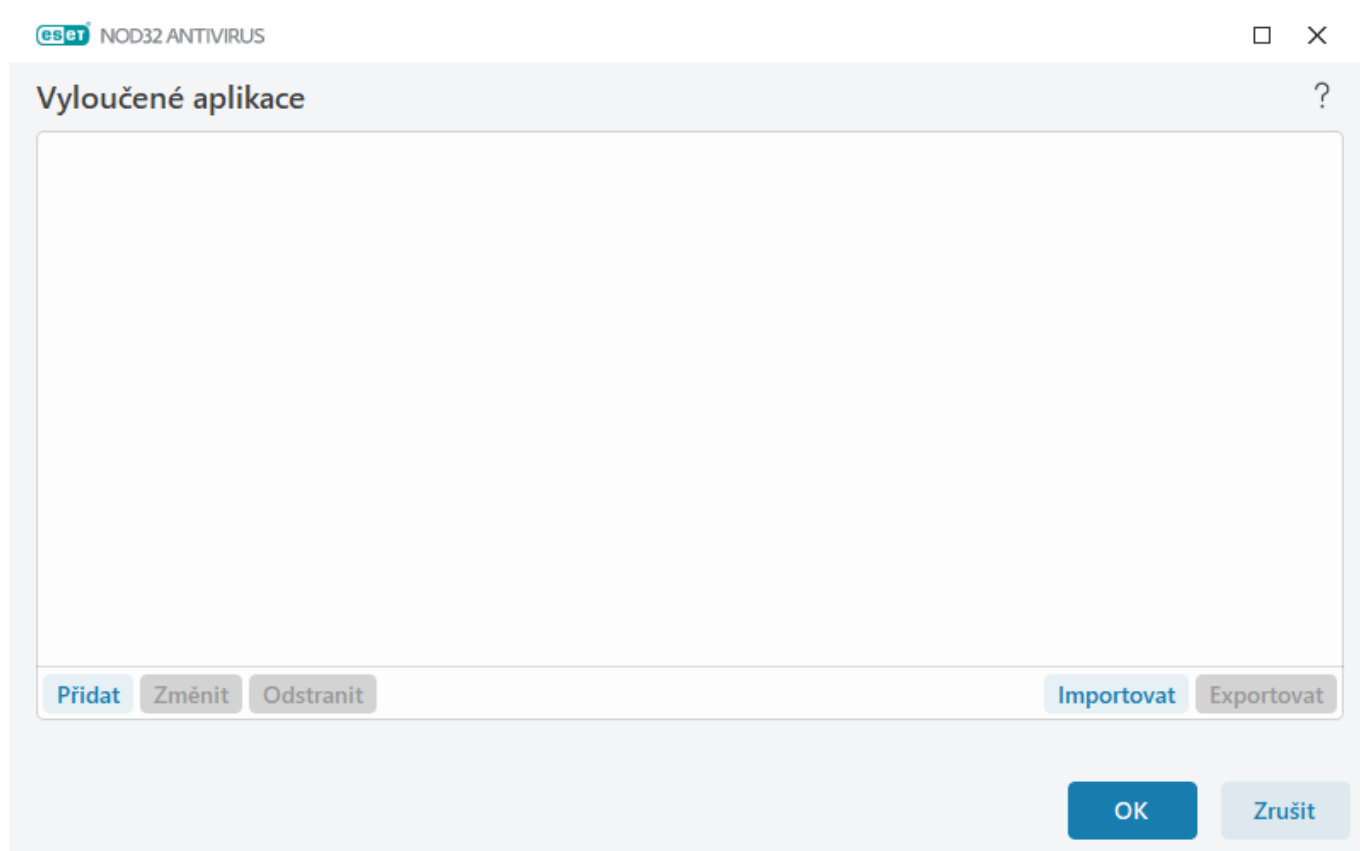 eset NOD32 ANTIVIRUS
Vyloučené aplikace ?
Přidat Změnit Odstranit Importovat Exportovat
OK Zrušit